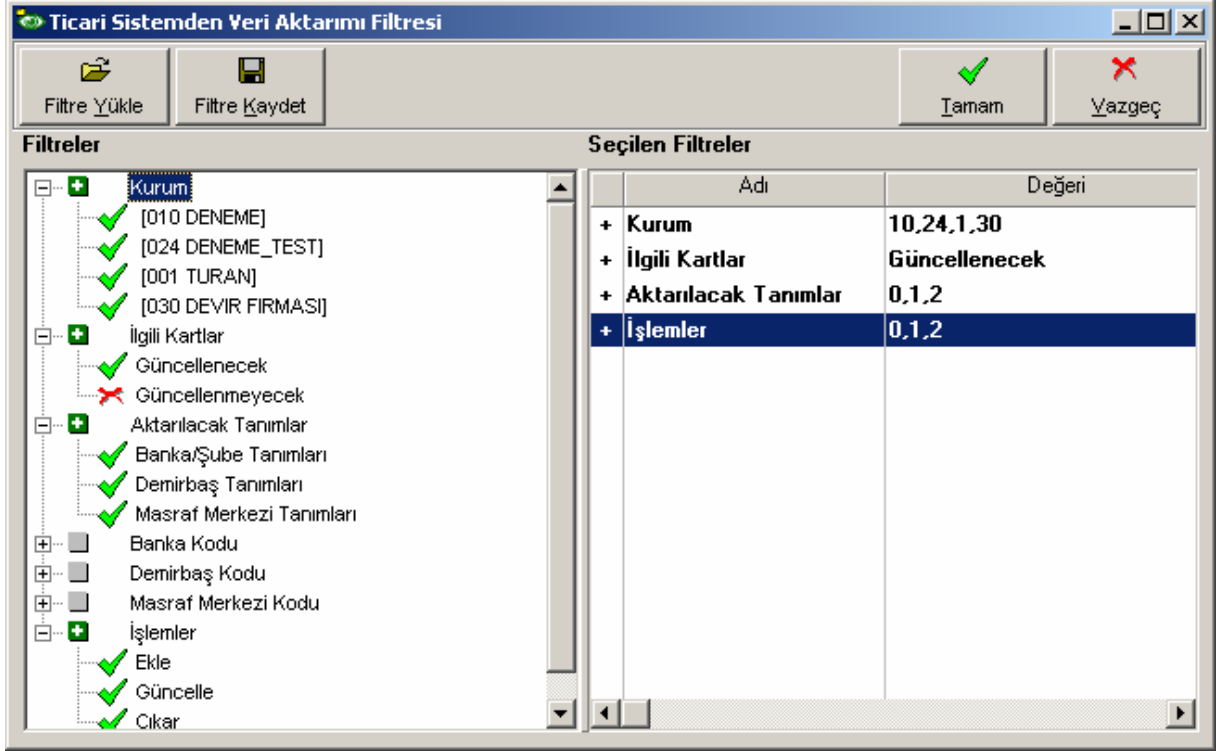 Ticari Sistemden Veri Aktarımı Filtresi
Filtre Yükle
Filtre Kaydet
Tamam
Vazgeç
Filtreler
Kurum
[010 DENEME]
[024 DENEME_TEST]
[001 TURAN]
[030 DEVIR FIRMASI]
İlgili Kartlar
Güncellenecek
Güncellenmeyecek
Aktarılacak Tanımlar
Banka/Şube Tanımları
Demirbaş Tanımları
Masraf Merkezi Tanımları
Banka Kodu
Demirbaş Kodu
Masraf Merkezi Kodu
İşlemler
Ekle
Güncelle
Çıkar
Seçilen Filtreler
Adı Değeri
+ Kurum 10,24,1,30
+ İlgili Kartlar Güncellenecek
+ Aktarılacak Tanımlar 0,1,2
+ İşlemler 0,1,2